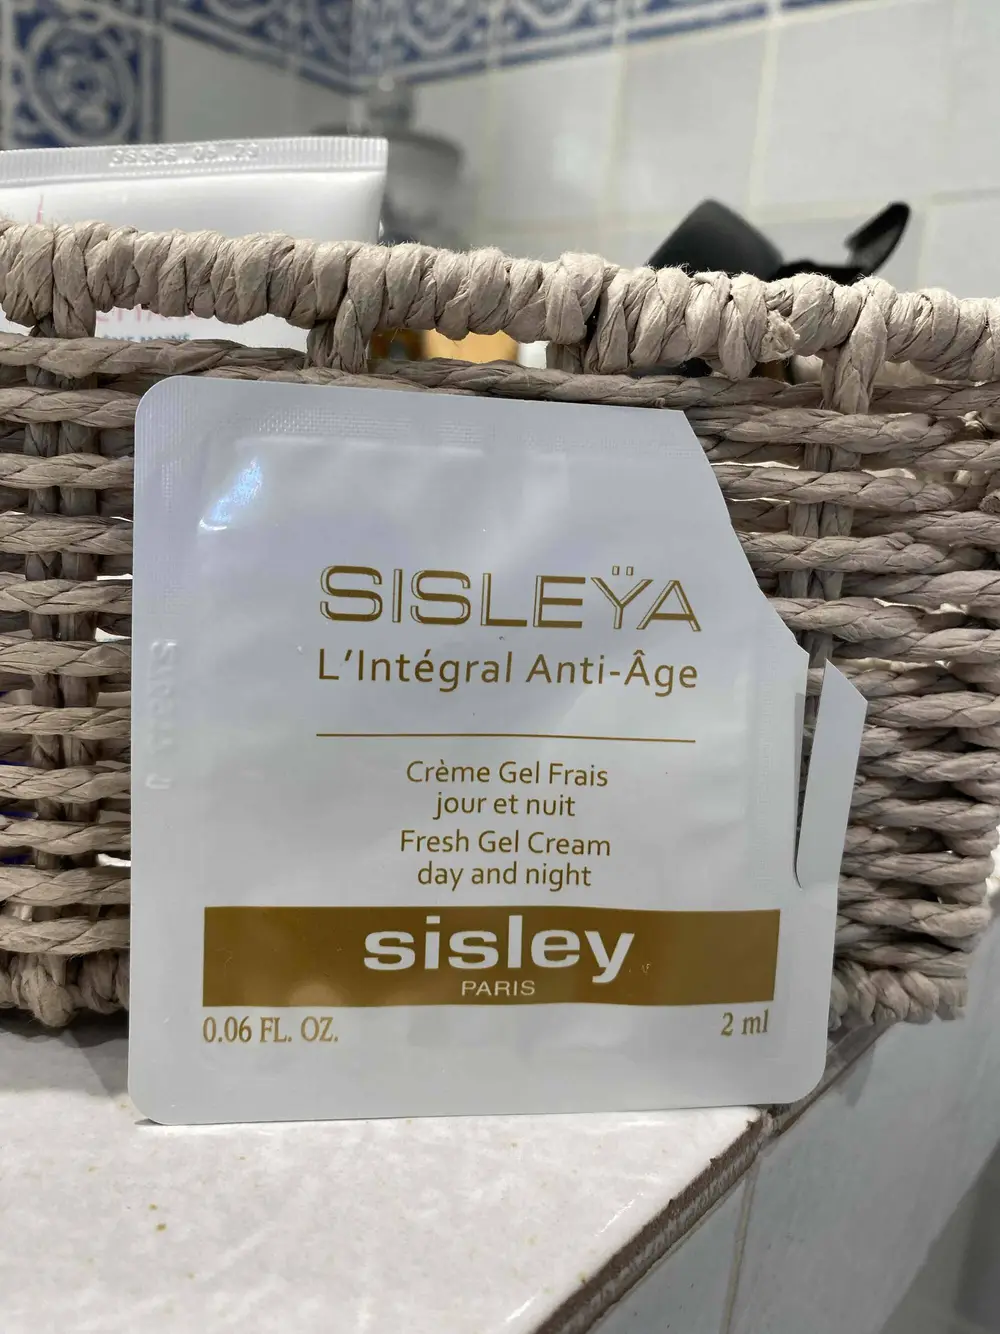 SISLEŸA
L'Intégral Anti-Âge
Crème Gel Frais
jour et nuit
Fresh Gel Cream
day and night
sisley
PARIS
0.06 FL. OZ.
2 ml